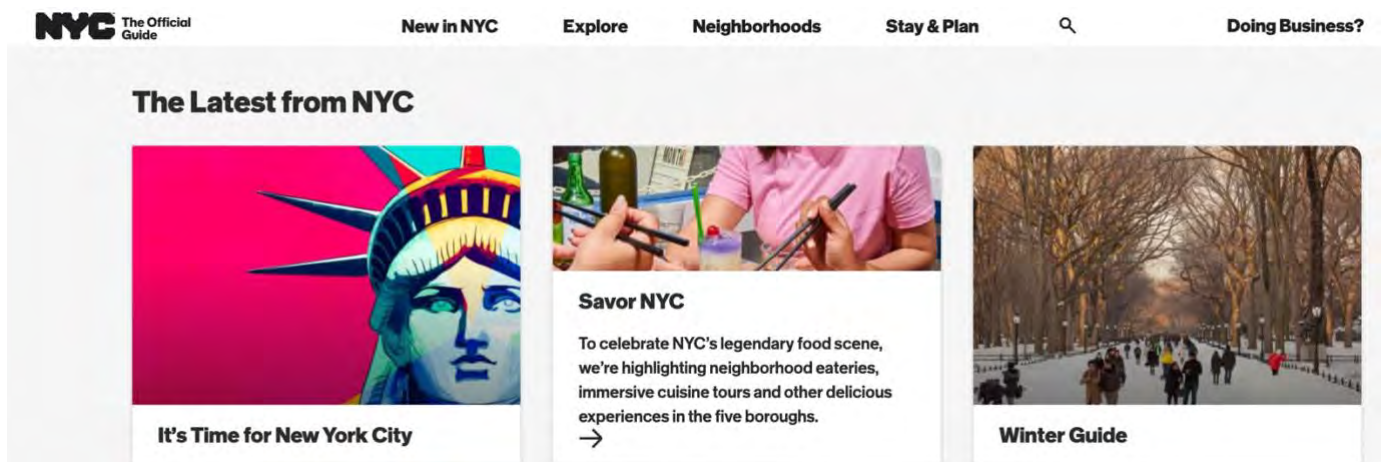 NYC The Official
Guide
New in NYC
Explore
Neighborhoods
Stay & Plan
Doing Business?
The Latest from NYC
It's Time for New York City
MONTH
Savor NYC
To celebrate NYC's legendary food scene,
we're highlighting neighborhood eateries,
immersive cuisine tours and other delicious
experiences in the five boroughs.
Winter Guide